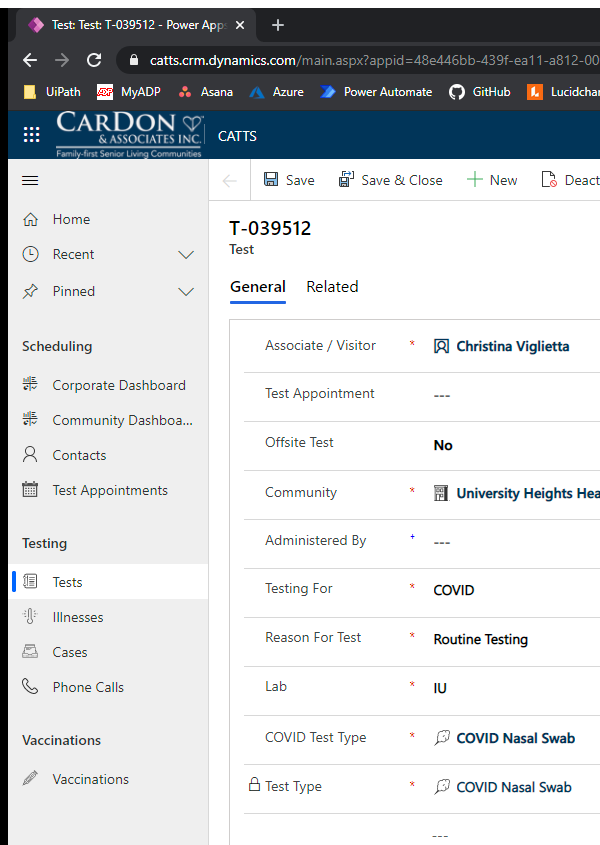 Test: Test: T-039512 - Power Apps
catts.crm.dynamics.com/main.aspx?appid=48e446bb-439f-ea11-a812-00
UiPath MyADP Asana Azure Power Automate GitHub Lucidchar
CARDON
& ASSOCIATES INC.
Family-first Senior Living Communities
CATTS
Save Save & Close New Deact
Home
Recent
Pinned
Scheduling
Corporate Dashboard
Community Dashboa...
Contacts
Test Appointments
Testing
Tests
Illnesses
Cases
Phone Calls
Vaccinations
Vaccinations
T-039512
Test
General Related
Associate / Visitor * Christina Viglietta
Test Appointment ---
Offsite Test No
Community * University Heights Hea
Administered By + ---
Testing For * COVID
Reason For Test * Routine Testing
Lab * IU
COVID Test Type * COVID Nasal Swab
Test Type * COVID Nasal Swab
---